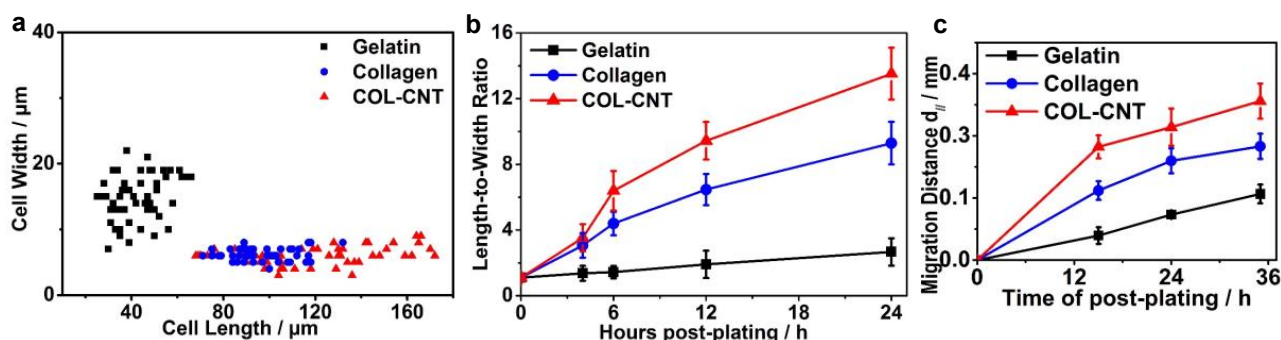 a
Cell Width / µm
40
20
0
Gelatin
Collagen
COL-CNT
40
80
120
160
Cell Length / µm
b
Length-to-Width Ratio
16
12
8
4
0
Gelatin
Collagen
COL-CNT
0
6
12
18
24
Hours post-plating / h
c
Migration Distance d// / mm
0.4
0.3
0.1
0.0
Gelatin
Collagen
COL-CNT
0
12
24
36
Time of post-plating / h